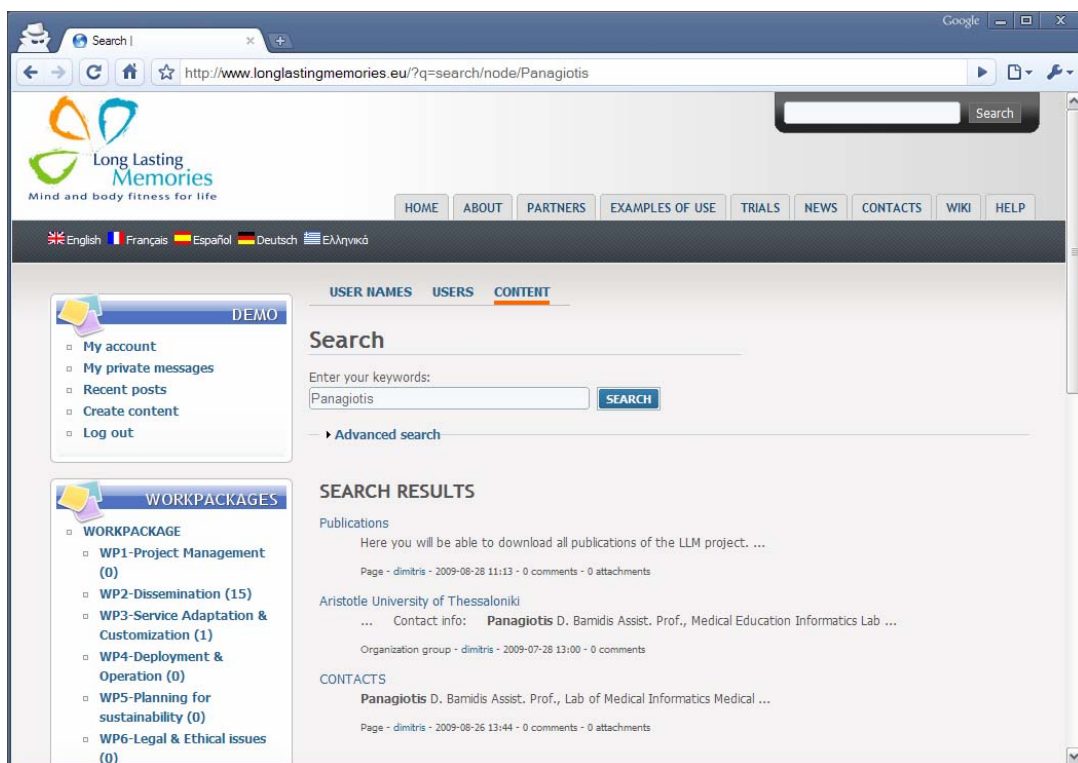 Google
Search |
http://www.longlastingmemories.eu/?q=search/node/Panagiotis
Search
Long Lasting
Memories
Mind and body fitness for life
HOME ABOUT PARTNERS EXAMPLES OF USE TRIALS NEWS CONTACTS WIKI HELP
English Français Español Deutsch Ελληνικά
USER NAMES USERS CONTENT
DEMO
My account
My private messages
Recent posts
Create content
Log out
WORKPACKAGES
WORKPACKAGE
WP1-Project Management
(0)
WP2-Dissemination (15)
WP3-Service Adaptation &
Customization (1)
WP4-Deployment &
Operation (0)
WP5-Planning for
sustainability (0)
WP6-Legal & Ethical issues
(0)
Search
Enter your keywords:
Panagiotis SEARCH
Advanced search
SEARCH RESULTS
Publications
Here you will be able to download all publications of the LLM project. ...
Page - dimitris - 2009-08-28 11:13 - 0 comments - 0 attachments
Aristotle University of Thessaloniki
... Contact info: Panagiotis D. Bamidis Assist. Prof., Medical Education Informatics Lab ...
Organization group - dimitris - 2009-07-28 13:00 - 0 comments
CONTACTS
Panagiotis D. Bamidis Assist. Prof., Lab of Medical Informatics Medical ...
Page - dimitris - 2009-08-26 13:44 - 0 comments - 0 attachments